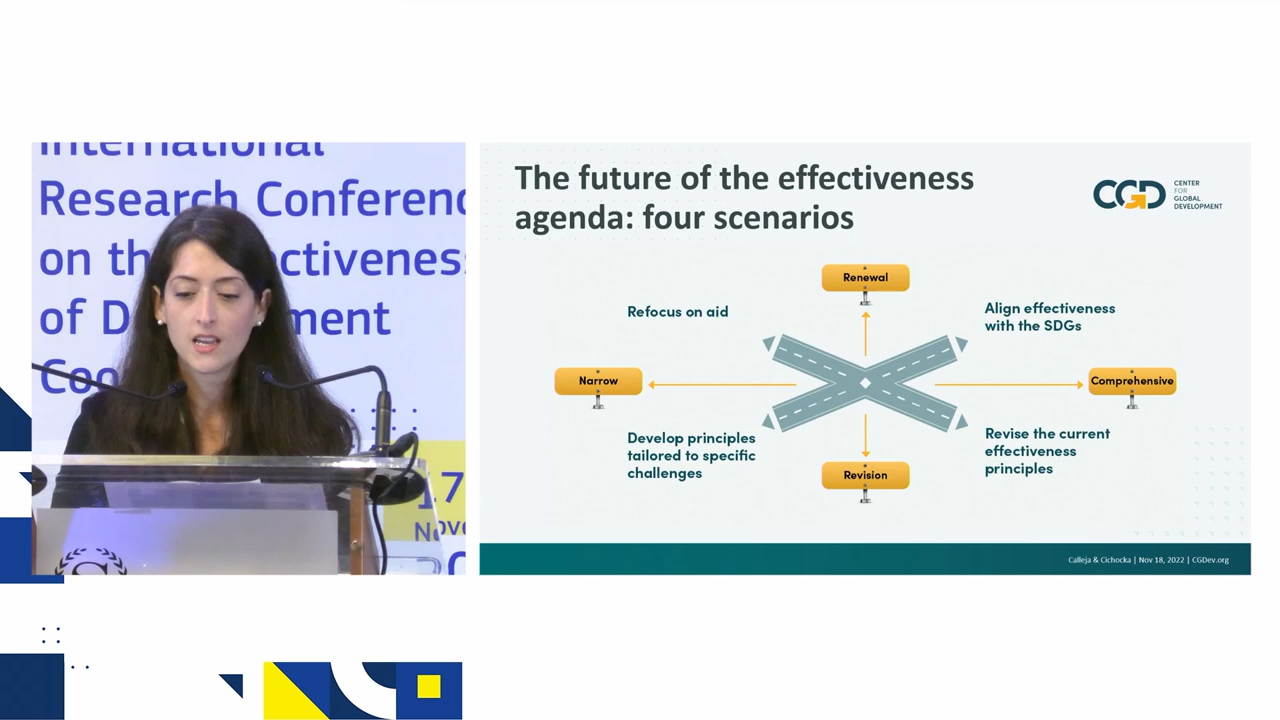 International
Research Conferenc
on th ectiveness
of D ment
Coo
17
Nove
The future of the effectiveness
agenda: four scenarios
CGD
CENTER
FOR
GLOBAL
DEVELOPMENT
Renewal
Refocus on aid
Align effectiveness
with the SDGs
Narrow
Comprehensive
Develop principles
tailored to specific
challenges
Revise the current
effectiveness
principles
Revision
Calleja & Cichocka | Nov 18, 2022 | CGDev.org